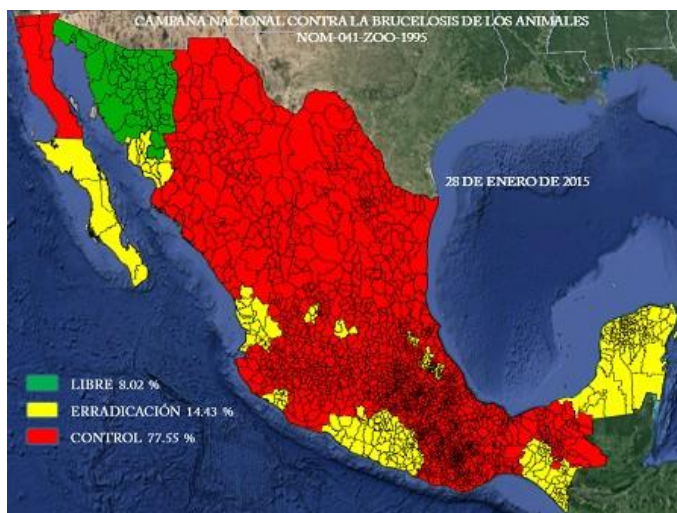 CAMPAÑA NACIONAL CONTRA LA BRUCELOSIS DE LOS ANIMALES
NOM-041-ZOO-1995
28 DE ENERO DE 2015
LIBRE 8.02 %
ERRADICACIÓN 14.43 %
CONTROL 77.55 %